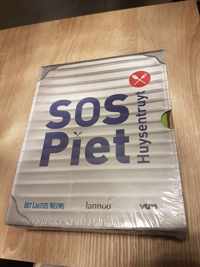 SOS
Piet
Huysentruyt
HET LAATSTE NIEUWS
lannoo
vtm